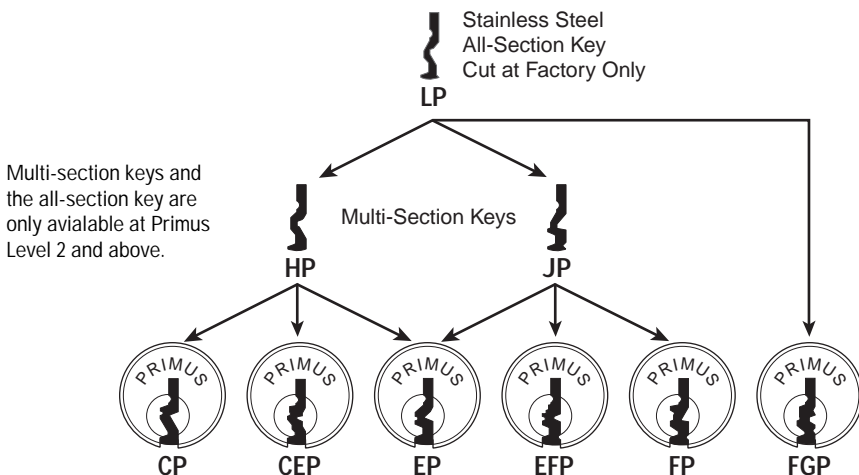 Stainless Steel
All-Section Key
Cut at Factory Only
LP
Multi-section keys and
the all-section key are
only avialable at Primus
Level 2 and above.
Multi-Section Keys
HP
JP
PRIMUS
PRIMUS
PRIMUS
PRIMUS
PRIMUS
PRIMUS
CP
CEP
EP
EFP
FP
FGP